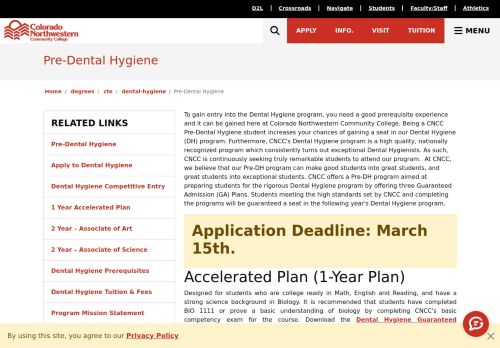 D2L | Crossroads | Navigate | Students | Faculty/Staff | Athletics
Colorado
Northwestern
Community College
APPLY INFO. VISIT TUITION MENU
Pre-Dental Hygiene
Home / degrees / cte / dental-hygiene / Pre-Dental Hygiene
RELATED LINKS
Pre-Dental Hygiene
Apply to Dental Hygiene
Dental Hygiene Competitive Entry
1 Year Accelerated Plan
2 Year – Associate of Art
2 Year – Associate of Science
Dental Hygiene Prerequisites
Dental Hygiene Tuition & Fees
Program Mission Statement
To gain entry into the Dental Hygiene program, you need a good prerequisite experience
and it can be gained here at Colorado Northwestern Community College. Being a CNCC
Pre-Dental Hygiene student increases your chances of gaining a seat in our Dental Hygiene
(DH) program. Furthermore, CNCC's Dental Hygiene program is a high quality, nationally
recognized program which consistently turns out exceptional Dental Hygienists. As such,
CNCC is continuously seeking truly remarkable students to attend our program. At CNCC,
we believe that our Pre-DH program can make good students into great students, and
great students into exceptional students. CNCC offers a Pre-DH program aimed at
preparing students for the rigorous Dental Hygiene program by offering three Guaranteed
Admission (GA) Plans. Students meeting the high standards set by CNCC and completing
the programs will be guaranteed a seat in the following year's Dental Hygiene program.
Application Deadline: March
15th.
Accelerated Plan (1-Year Plan)
Designed for students who are college ready in Math, English and Reading, and have a
strong science background in Biology. It is recommended that students have completed
BIO 1111 or prove a basic understanding of biology by completing CNCC's basic
competency exam for the course. Download the Dental Hygiene Guaranteed
By using this site, you agree to our Privacy Policy
×